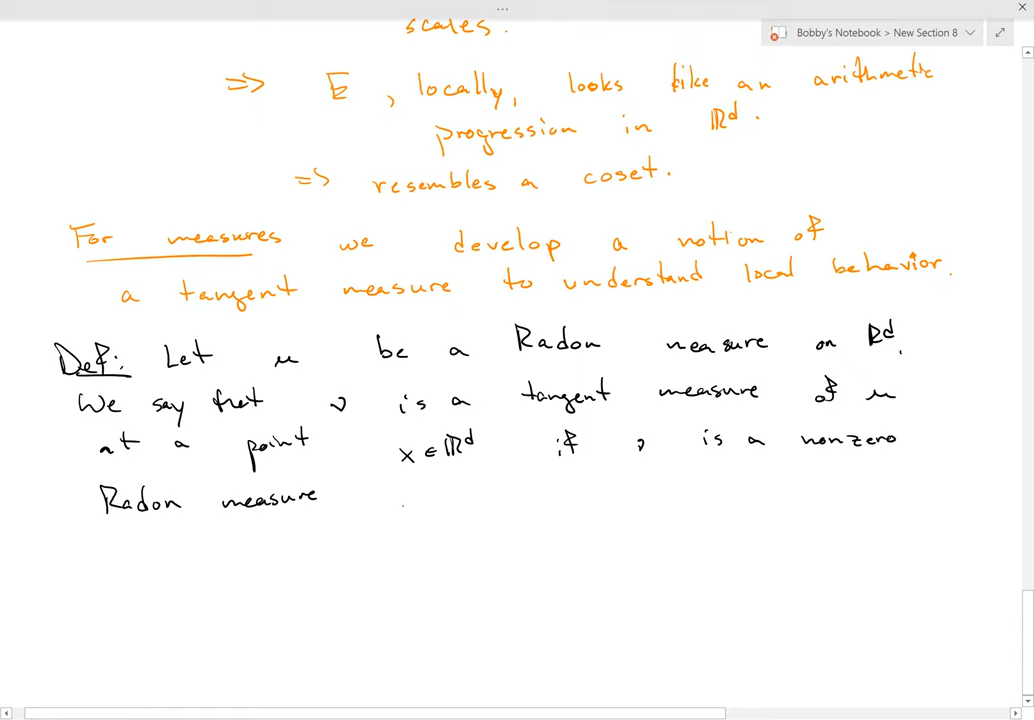 ...
Bobby's Notebook > New Section 8
scales.
=> E, locally, looks like an arithmetic
progression in ℝᵈ.
=> resembles a coset.
For measures we develop a notion of
a tangent measure to understand local behavior.
Def: Let μ be a Radon measure on ℝᵈ.
We say that ν is a tangent measure of μ
at a point x ∈ ℝᵈ if ν is a nonzero
Radon measure